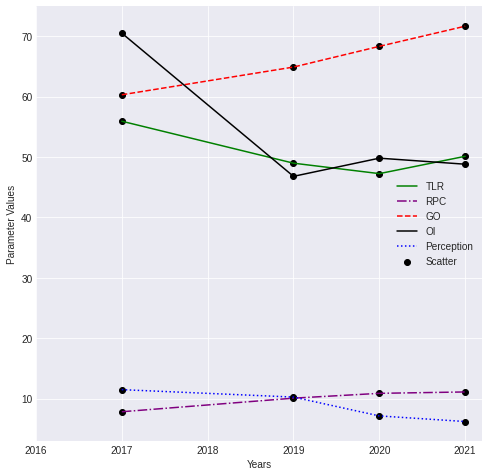 70
60
50
40
30
20
10
Parameter Values
TLR
RPC
GO
OI
Perception
Scatter
2016 2017 2018 2019 2020 2021
Years